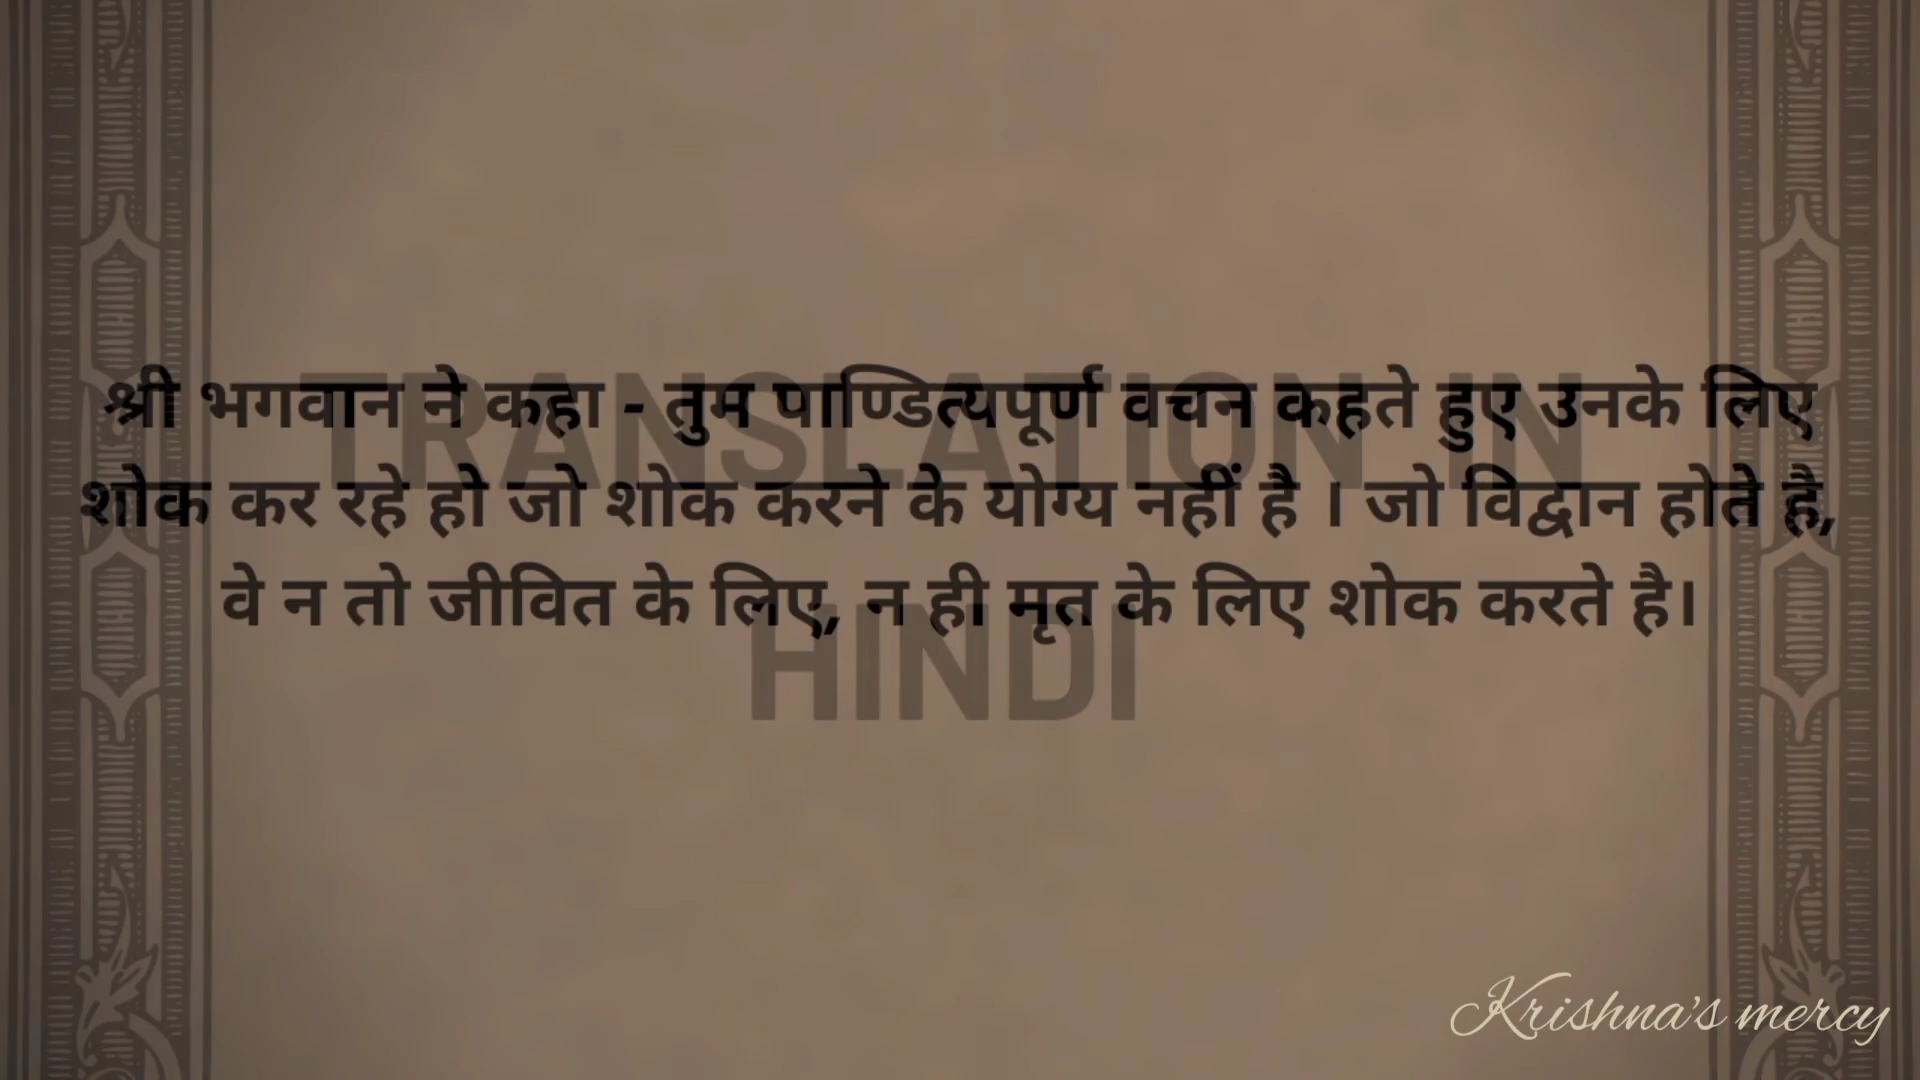 TRANSLATION IN
HINDI
श्री भगवान ने कहा - तुम पाण्डित्यपूर्ण वचन कहते हुए उनके लिए
शोक कर रहे हो जो शोक करने के योग्य नहीं है । जो विद्वान होते है,
वे न तो जीवित के लिए, न ही मृत के लिए शोक करते है।
Krishna's mercy